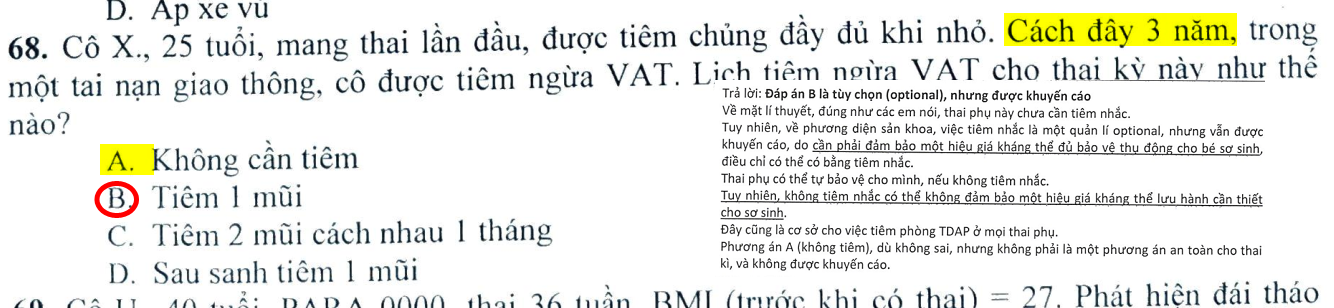 D. Áp xe vú
68. Cô X., 25 tuổi, mang thai lần đầu, được tiêm chủng đầy đủ khi nhỏ. Cách đây 3 năm, trong
một tai nạn giao thông, cô được tiêm ngừa VAT. Lịch tiêm ngừa VAT cho thai kỳ này như thế
nào?
Trả lời: Đáp án B là tùy chọn (optional), nhưng được khuyến cáo
Về mặt lí thuyết, đúng như các em nói, thai phụ này chưa cần tiêm nhắc.
Tuy nhiên, về phương diện sản khoa, việc tiêm nhắc là một quản lí optional, nhưng vẫn được
khuyến cáo, do cần phải đảm bảo một hiệu giá kháng thể đủ bảo vệ thụ động cho bé sơ sinh,
điều chỉ có thể có bằng tiêm nhắc.
Thai phụ có thể tự bảo vệ cho mình, nếu không tiêm nhắc.
Tuy nhiên, không tiêm nhắc có thể không đảm bảo một hiệu giá kháng thể lưu hành cần thiết
cho sơ sinh.
Đây cũng là cơ sở cho việc tiêm phòng TDAP ở mọi thai phụ.
Phương án A (không tiêm), dù không sai, nhưng không phải là một phương án an toàn cho thai
kì, và không được khuyến cáo.
A. Không cần tiêm
B. Tiêm 1 mũi
C. Tiêm 2 mũi cách nhau 1 tháng
D. Sau sanh tiêm 1 mũi
69. Cô U., 40 tuổi, PARA 0000, thai 36 tuần, BMI (trước khi có thai) = 27. Phát hiện đái tháo